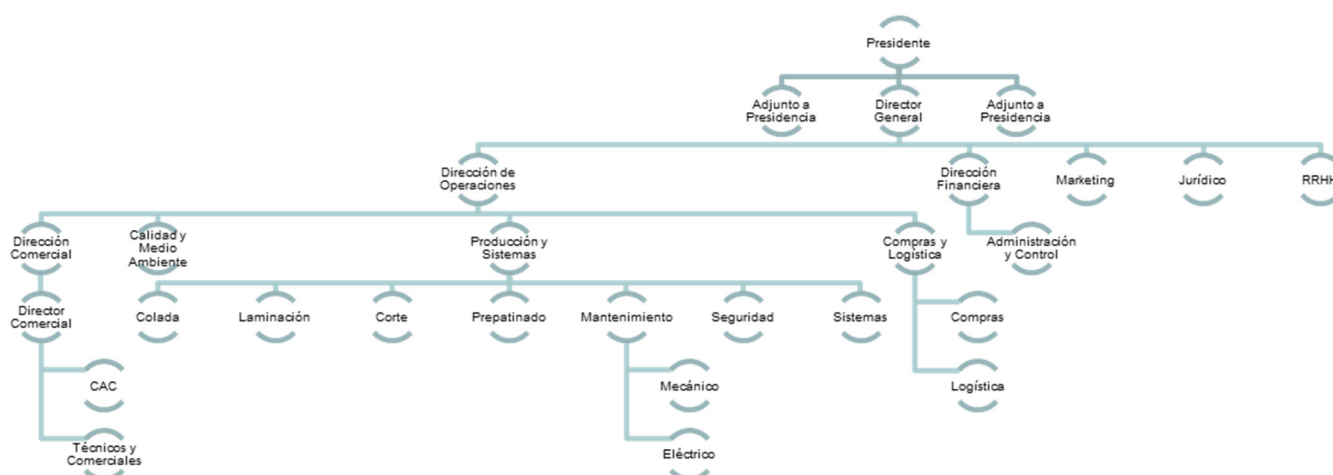 Presidente
Adjunto a
Presidencia
Director
General
Adjunto a
Presidencia
Dirección de
Operaciones
Dirección
Financiera
Marketing
Jurídico
RRHH
Dirección
Comercial
Calidad y
Medio
Ambiente
Producción y
Sistemas
Compras y
Logística
Administración
y Control
Director
Comercial
Colada
Laminación
Corte
Prepatinado
Mantenimiento
Seguridad
Sistemas
Compras
CAC
Mecánico
Logística
Técnicos y
Comerciales
Eléctrico